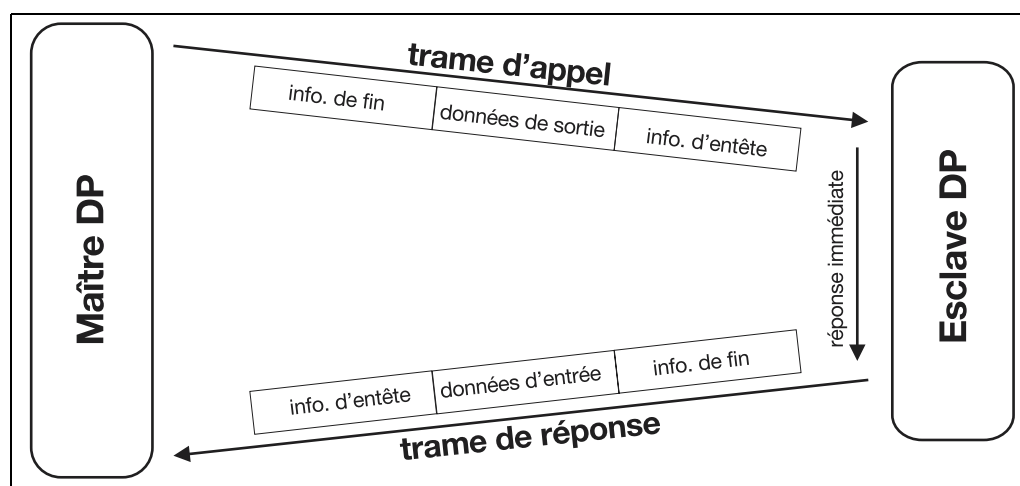 trame d’appel
info. de fin
données de sortie
info. d’entête
Maître DP
réponse immédiate
Esclave DP
info. d’entête
données d’entrée
info. de fin
trame de réponse